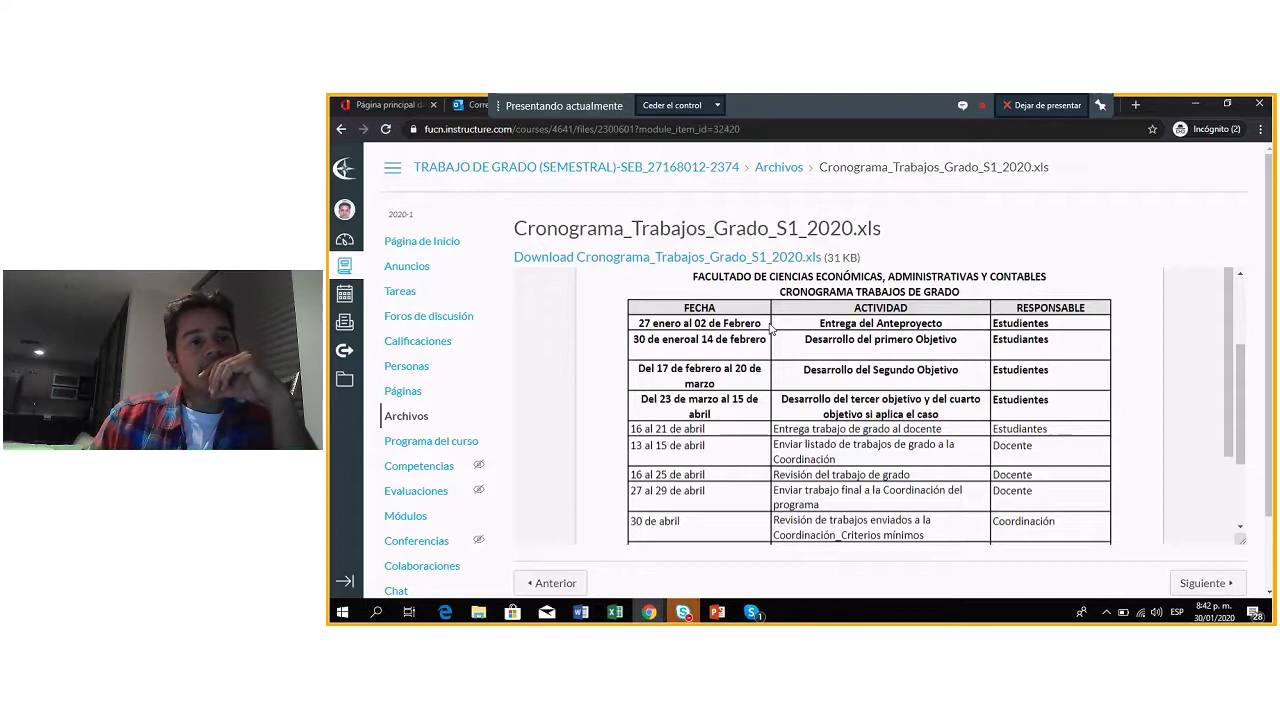 Página principal d
Corre
Presentando actualmente
Ceder el control
Dejar de presentar
fucn.instructure.com/courses/4641/files/2300601?module_item_id=32420
Incógnito (2)
TRABAJO DE GRADO (SEMESTRAL)-SEB_27168012-2374 > Archivos > Cronograma_Trabajos_Grado_S1_2020.xls
2020-1
Página de Inicio
Anuncios
Tareas
Foros de discusión
Calificaciones
Personas
Páginas
Archivos
Programa del curso
Competencias
Evaluaciones
Módulos
Conferencias
Colaboraciones
Chat
Cronograma_Trabajos_Grado_S1_2020.xls
Download Cronograma_Trabajos_Grado_S1_2020.xls (31 KB)
FACULTADO DE CIENCIAS ECONÓMICAS, ADMINISTRATIVAS Y CONTABLES
CRONOGRAMA TRABAJOS DE GRADO
FECHA ACTIVIDAD RESPONSABLE
27 enero al 02 de Febrero Entrega del Anteproyecto Estudientes
30 de eneroal 14 de febrero Desarrollo del primero Objetivo Estudiantes
Del 17 de febrero al 20 de Desarrollo del Segundo Objetivo Estudiantes
marzo
Del 23 de marzo al 15 de Desarrollo del tercer objetivo y del cuarto Estudiantes
abril objetivo si aplica el caso
16 al 21 de abril Entrega trabajo de grado al docente Estudiantes
13 al 15 de abril Enviar listado de trabajos de grado a la Docente
Coordinación
16 al 25 de abril Revisión del trabajo de grado Docente
27 al 29 de abril Enviar trabajo final a la Coordinación del Docente
programa
30 de abril Revisión de trabajos enviados a la Coordinación
Coordinación_Criterios mínimos
Anterior
Siguiente
ESP
8:42 p. m.
30/01/2020
28
1